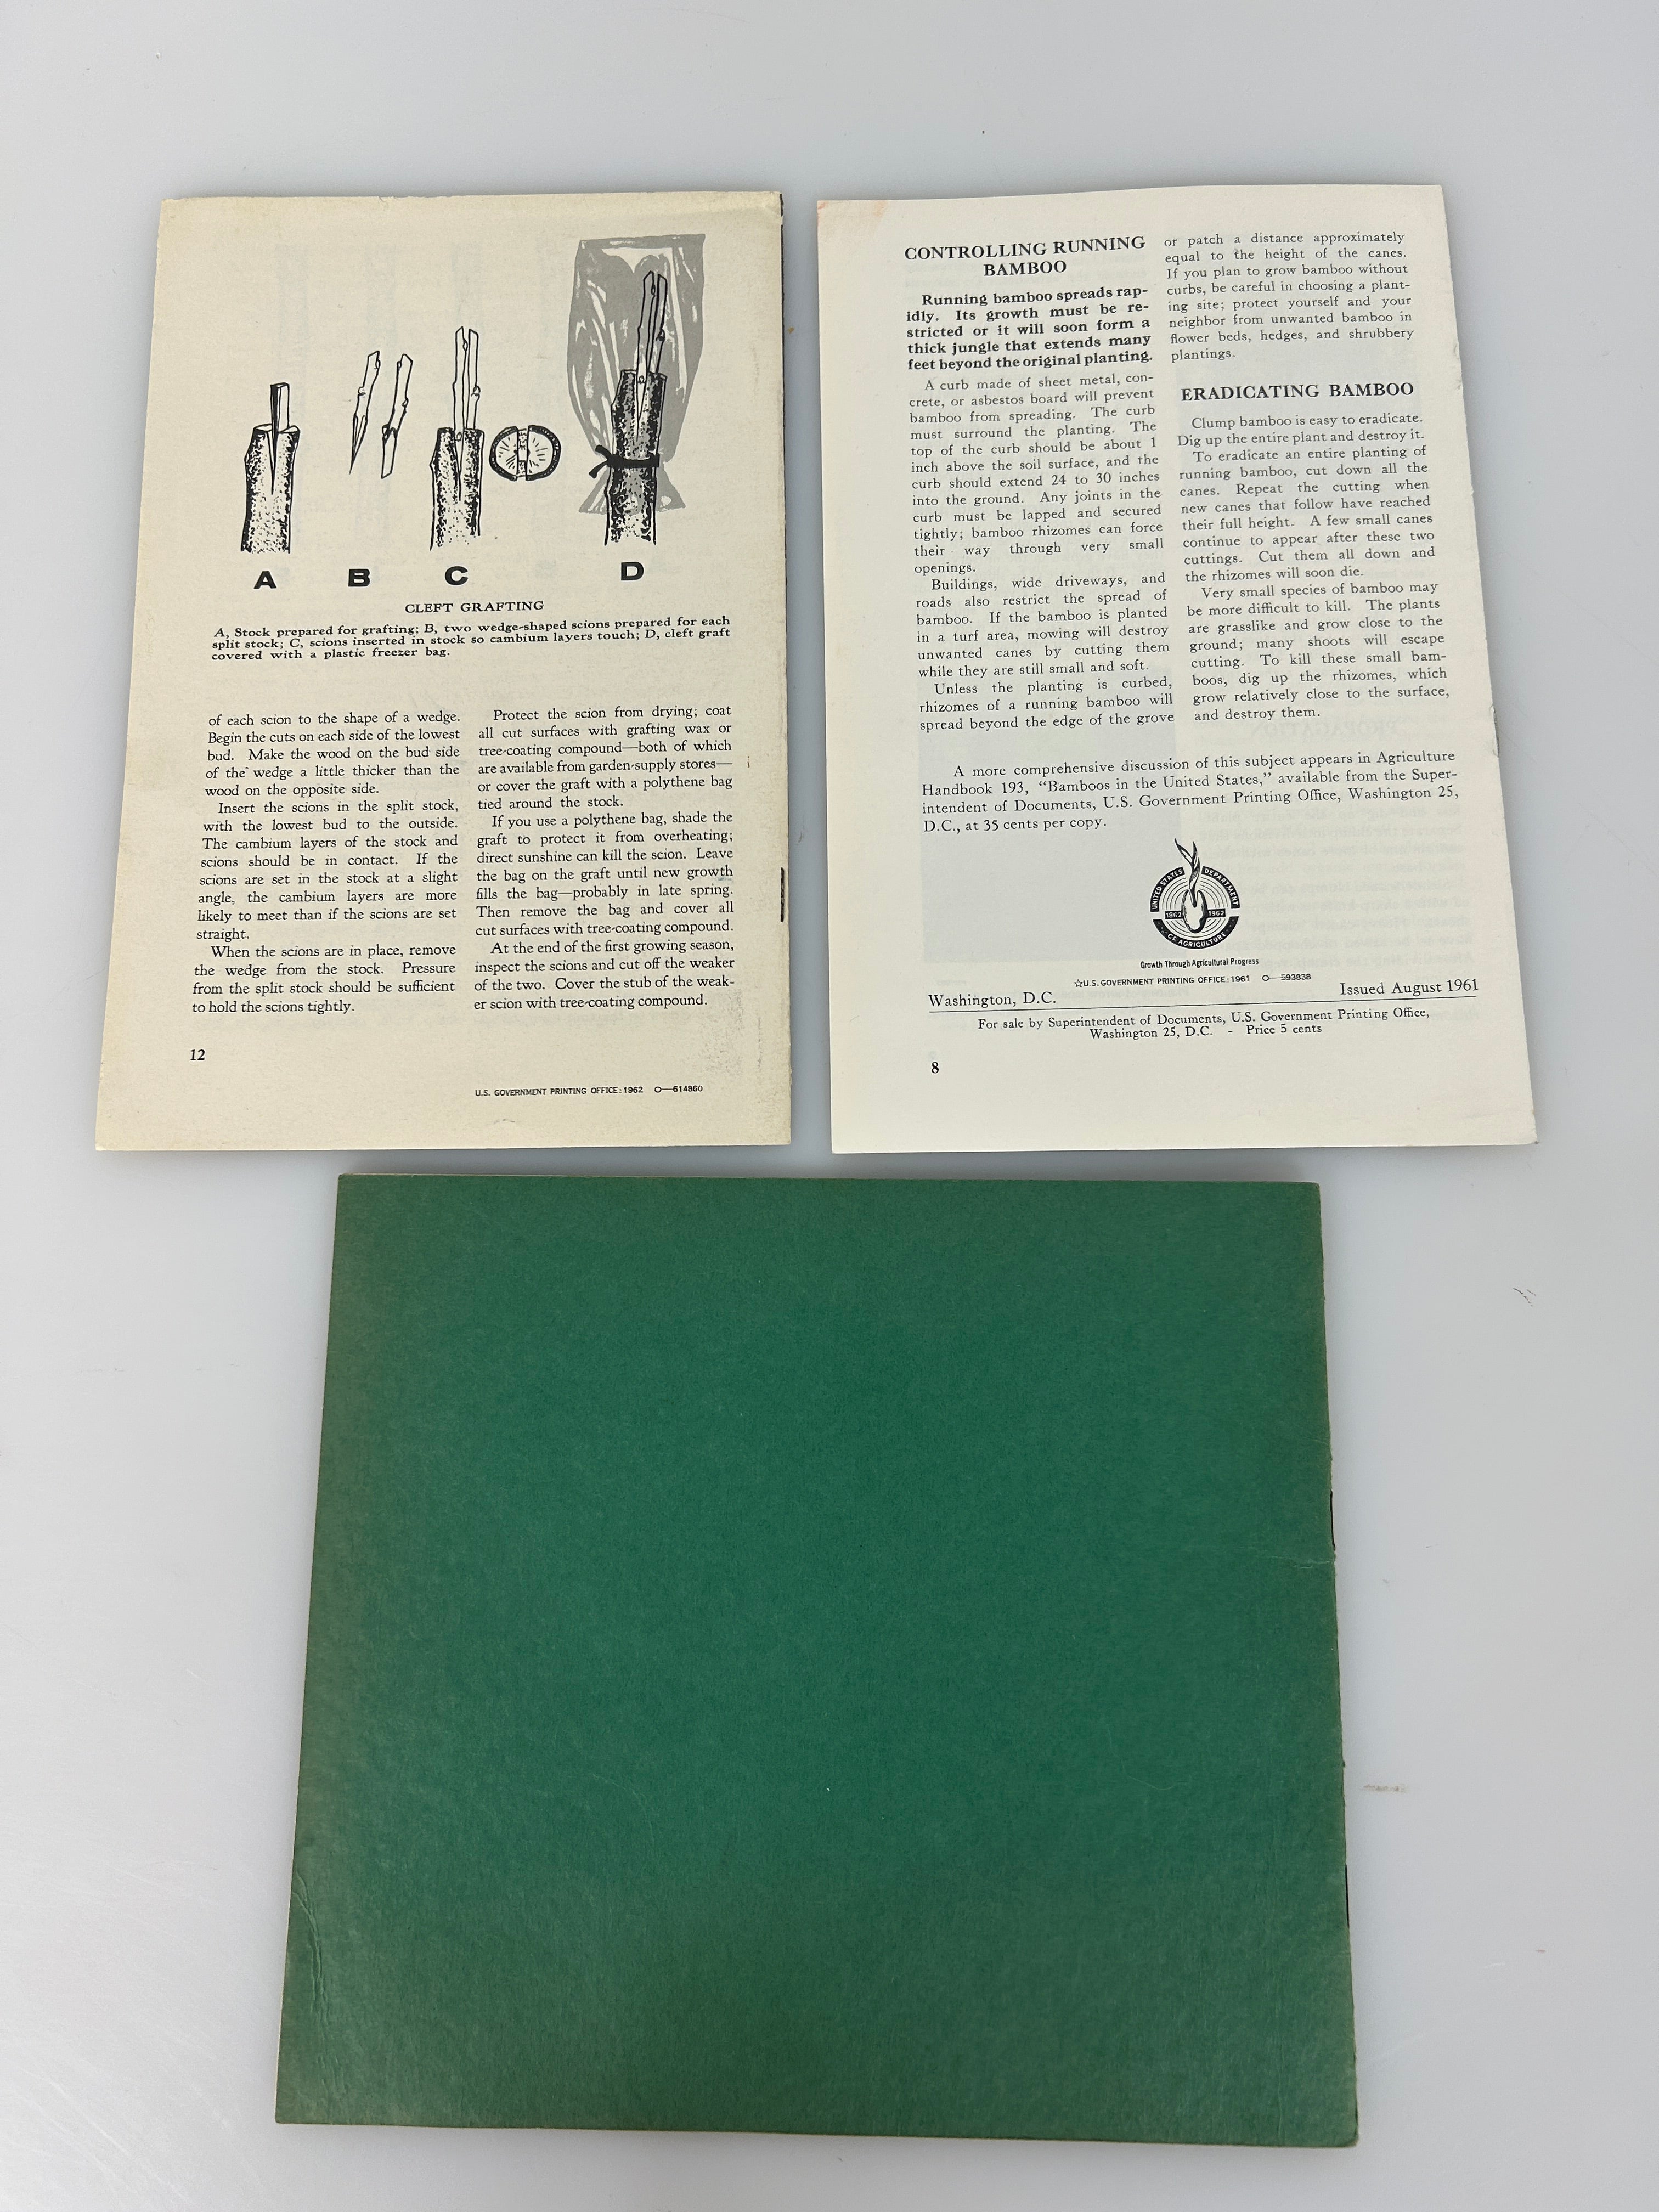 A B C D
CLEFT GRAFTING
A, Stock prepared for grafting; B, two wedge-shaped scions prepared for each
split stock; C, scions inserted in stock so cambium layers touch; D, cleft graft
covered with a plastic freezer bag.
of each scion to the shape of a wedge.
Begin the cuts on each side of the lowest
bud. Make the wood on the bud side
of the wedge a little thicker than the
wood on the opposite side.
Insert the scions in the split stock,
with the lowest bud to the outside.
The cambium layers of the stock and
scions should be in contact. If the
scions are set in the stock at a slight
angle, the cambium layers are more
likely to meet than if the scions are set
straight.
When the scions are in place, remove
the wedge from the stock. Pressure
from the split stock should be sufficient
to hold the scions tightly.
Protect the scion from drying; coat
all cut surfaces with grafting wax or
tree-coating compound—both of which
are available from garden-supply stores—
or cover the graft with a polythene bag
tied around the stock.
If you use a polythene bag, shade the
graft to protect it from overheating;
direct sunshine can kill the scion. Leave
the bag on the graft until new growth
fills the bag—probably in late spring.
Then remove the bag and cover all
cut surfaces with tree-coating compound.
At the end of the first growing season,
inspect the scions and cut off the weaker
of the two. Cover the stub of the weak-
er scion with tree-coating compound.
12
U.S. GOVERNMENT PRINTING OFFICE: 1962 O—614860
CONTROLLING RUNNING
BAMBOO
Running bamboo spreads rap-
idly. Its growth must be re-
stricted or it will soon form a
thick jungle that extends many
feet beyond the original planting.
A curb made of sheet metal, con-
crete, or asbestos board will prevent
bamboo from spreading. The curb
must surround the planting. The
top of the curb should be about 1
inch above the soil surface, and the
curb should extend 24 to 30 inches
into the ground. Any joints in the
curb must be lapped and secured
tightly; bamboo rhizomes can force
their way through very small
openings.
Buildings, wide driveways, and
roads also restrict the spread of
bamboo. If the bamboo is planted
in a turf area, mowing will destroy
unwanted canes by cutting them
while they are still small and soft.
Unless the planting is curbed,
rhizomes of a running bamboo will
spread beyond the edge of the grove
or patch a distance approximately
equal to the height of the canes.
If you plan to grow bamboo without
curbs, be careful in choosing a plant-
ing site; protect yourself and your
neighbor from unwanted bamboo in
flower beds, hedges, and shrubbery
plantings.
ERADICATING BAMBOO
Clump bamboo is easy to eradicate.
Dig up the entire plant and destroy it.
To eradicate an entire planting of
running bamboo, cut down all the
canes. Repeat the cutting when
new canes that follow have reached
their full height. A few small canes
continue to appear after these two
cuttings. Cut them all down and
the rhizomes will soon die.
Very small species of bamboo may
be more difficult to kill. The plants
are grasslike and grow close to the
ground; many shoots will escape
cutting. To kill these small bam-
boos, dig up the rhizomes, which
grow relatively close to the surface,
and destroy them.
A more comprehensive discussion of this subject appears in Agriculture
Handbook 193, “Bamboos in the United States,” available from the Super-
intendent of Documents, U.S. Government Printing Office, Washington 25,
D.C., at 35 cents per copy.
UNITED STATES DEPARTMENT
1862 1962
OF AGRICULTURE
Growth Through Agricultural Progress
☆U.S. GOVERNMENT PRINTING OFFICE: 1961 O—593838
Washington, D.C. Issued August 1961
For sale by Superintendent of Documents, U.S. Government Printing Office,
Washington 25, D.C. - Price 5 cents
8